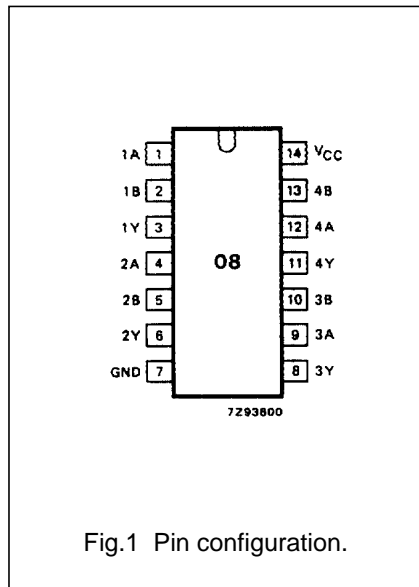 1A 1 14 VCC
1B 2 13 4B
1Y 3 12 4A
2A 4 08 11 4Y
2B 5 10 3B
2Y 6 9 3A
GND 7 8 3Y
7Z93600
Fig.1 Pin configuration.